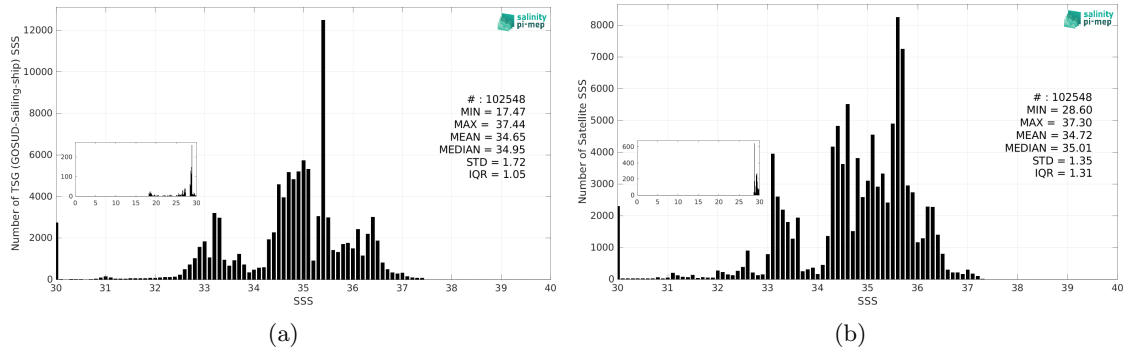 12000
10000
8000
6000
4000
2000
0
Number of TSG (GOSUD-Sailing-ship) SSS
salinity
pi-mep
# : 102548
MIN = 17.47
MAX = 37.44
MEAN = 34.65
MEDIAN = 34.95
STD = 1.72
IQR = 1.05
200
100
0
0 5 10 15 20 25 30
30 31 32 33 34 35 36 37 38 39 40
SSS
(a)
8000
7000
6000
5000
4000
3000
2000
1000
0
Number of Satellite SSS
salinity
pi-mep
# : 102548
MIN = 28.60
MAX = 37.30
MEAN = 34.72
MEDIAN = 35.01
STD = 1.35
IQR = 1.31
600
400
200
0
0 5 10 15 20 25 30
30 31 32 33 34 35 36 37 38 39 40
SSS
(b)